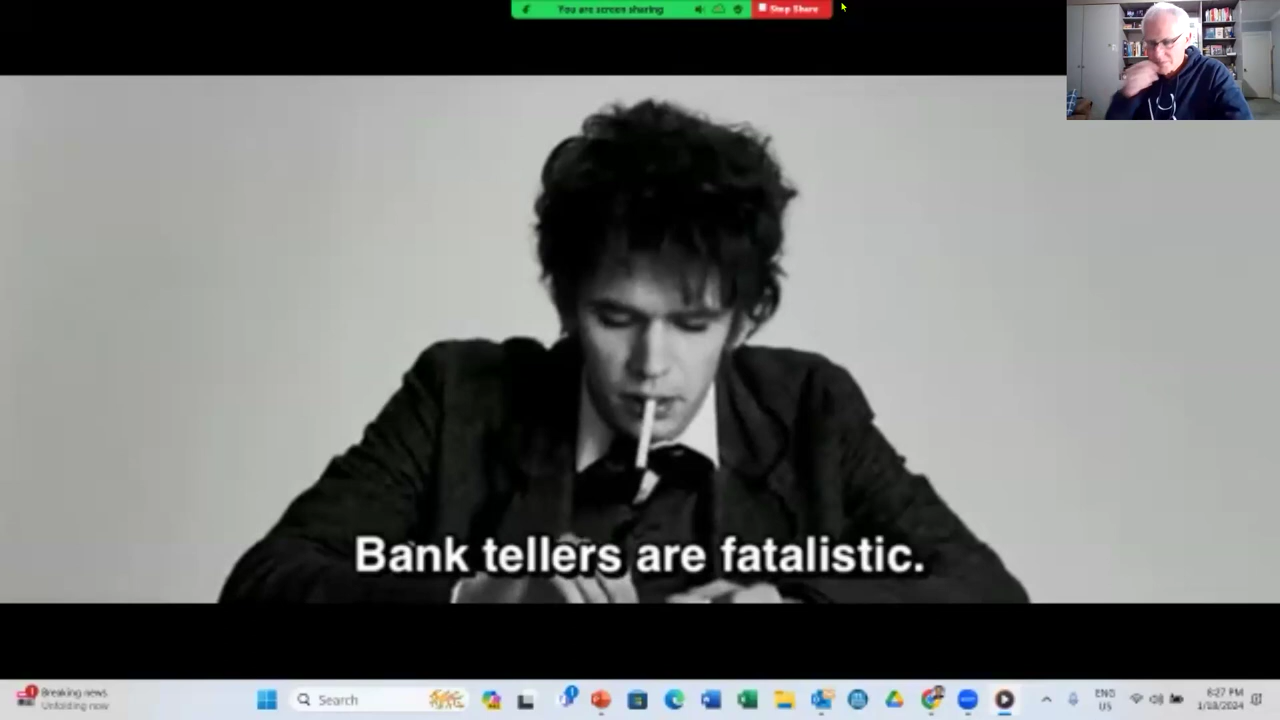 You are screen sharing
Stop Share
Bank tellers are fatalistic.
Breaking news
Unfolding now
Search
ENG
US
6:27 PM
1/18/2024